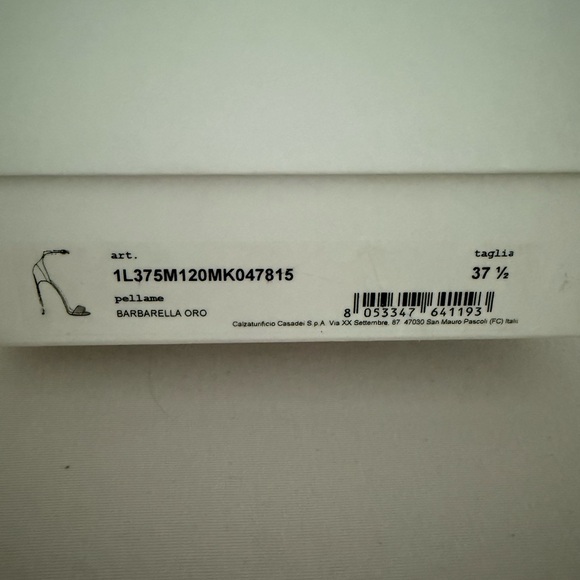 art.
1L375M120MK047815
pellame
BARBARELLA ORO
taglia
37 ½
8 053347 641193
Calzaturificio Casadei S.p.A. Via XX Settembre, 87 47030 San Mauro Pascoli (FC) Italia